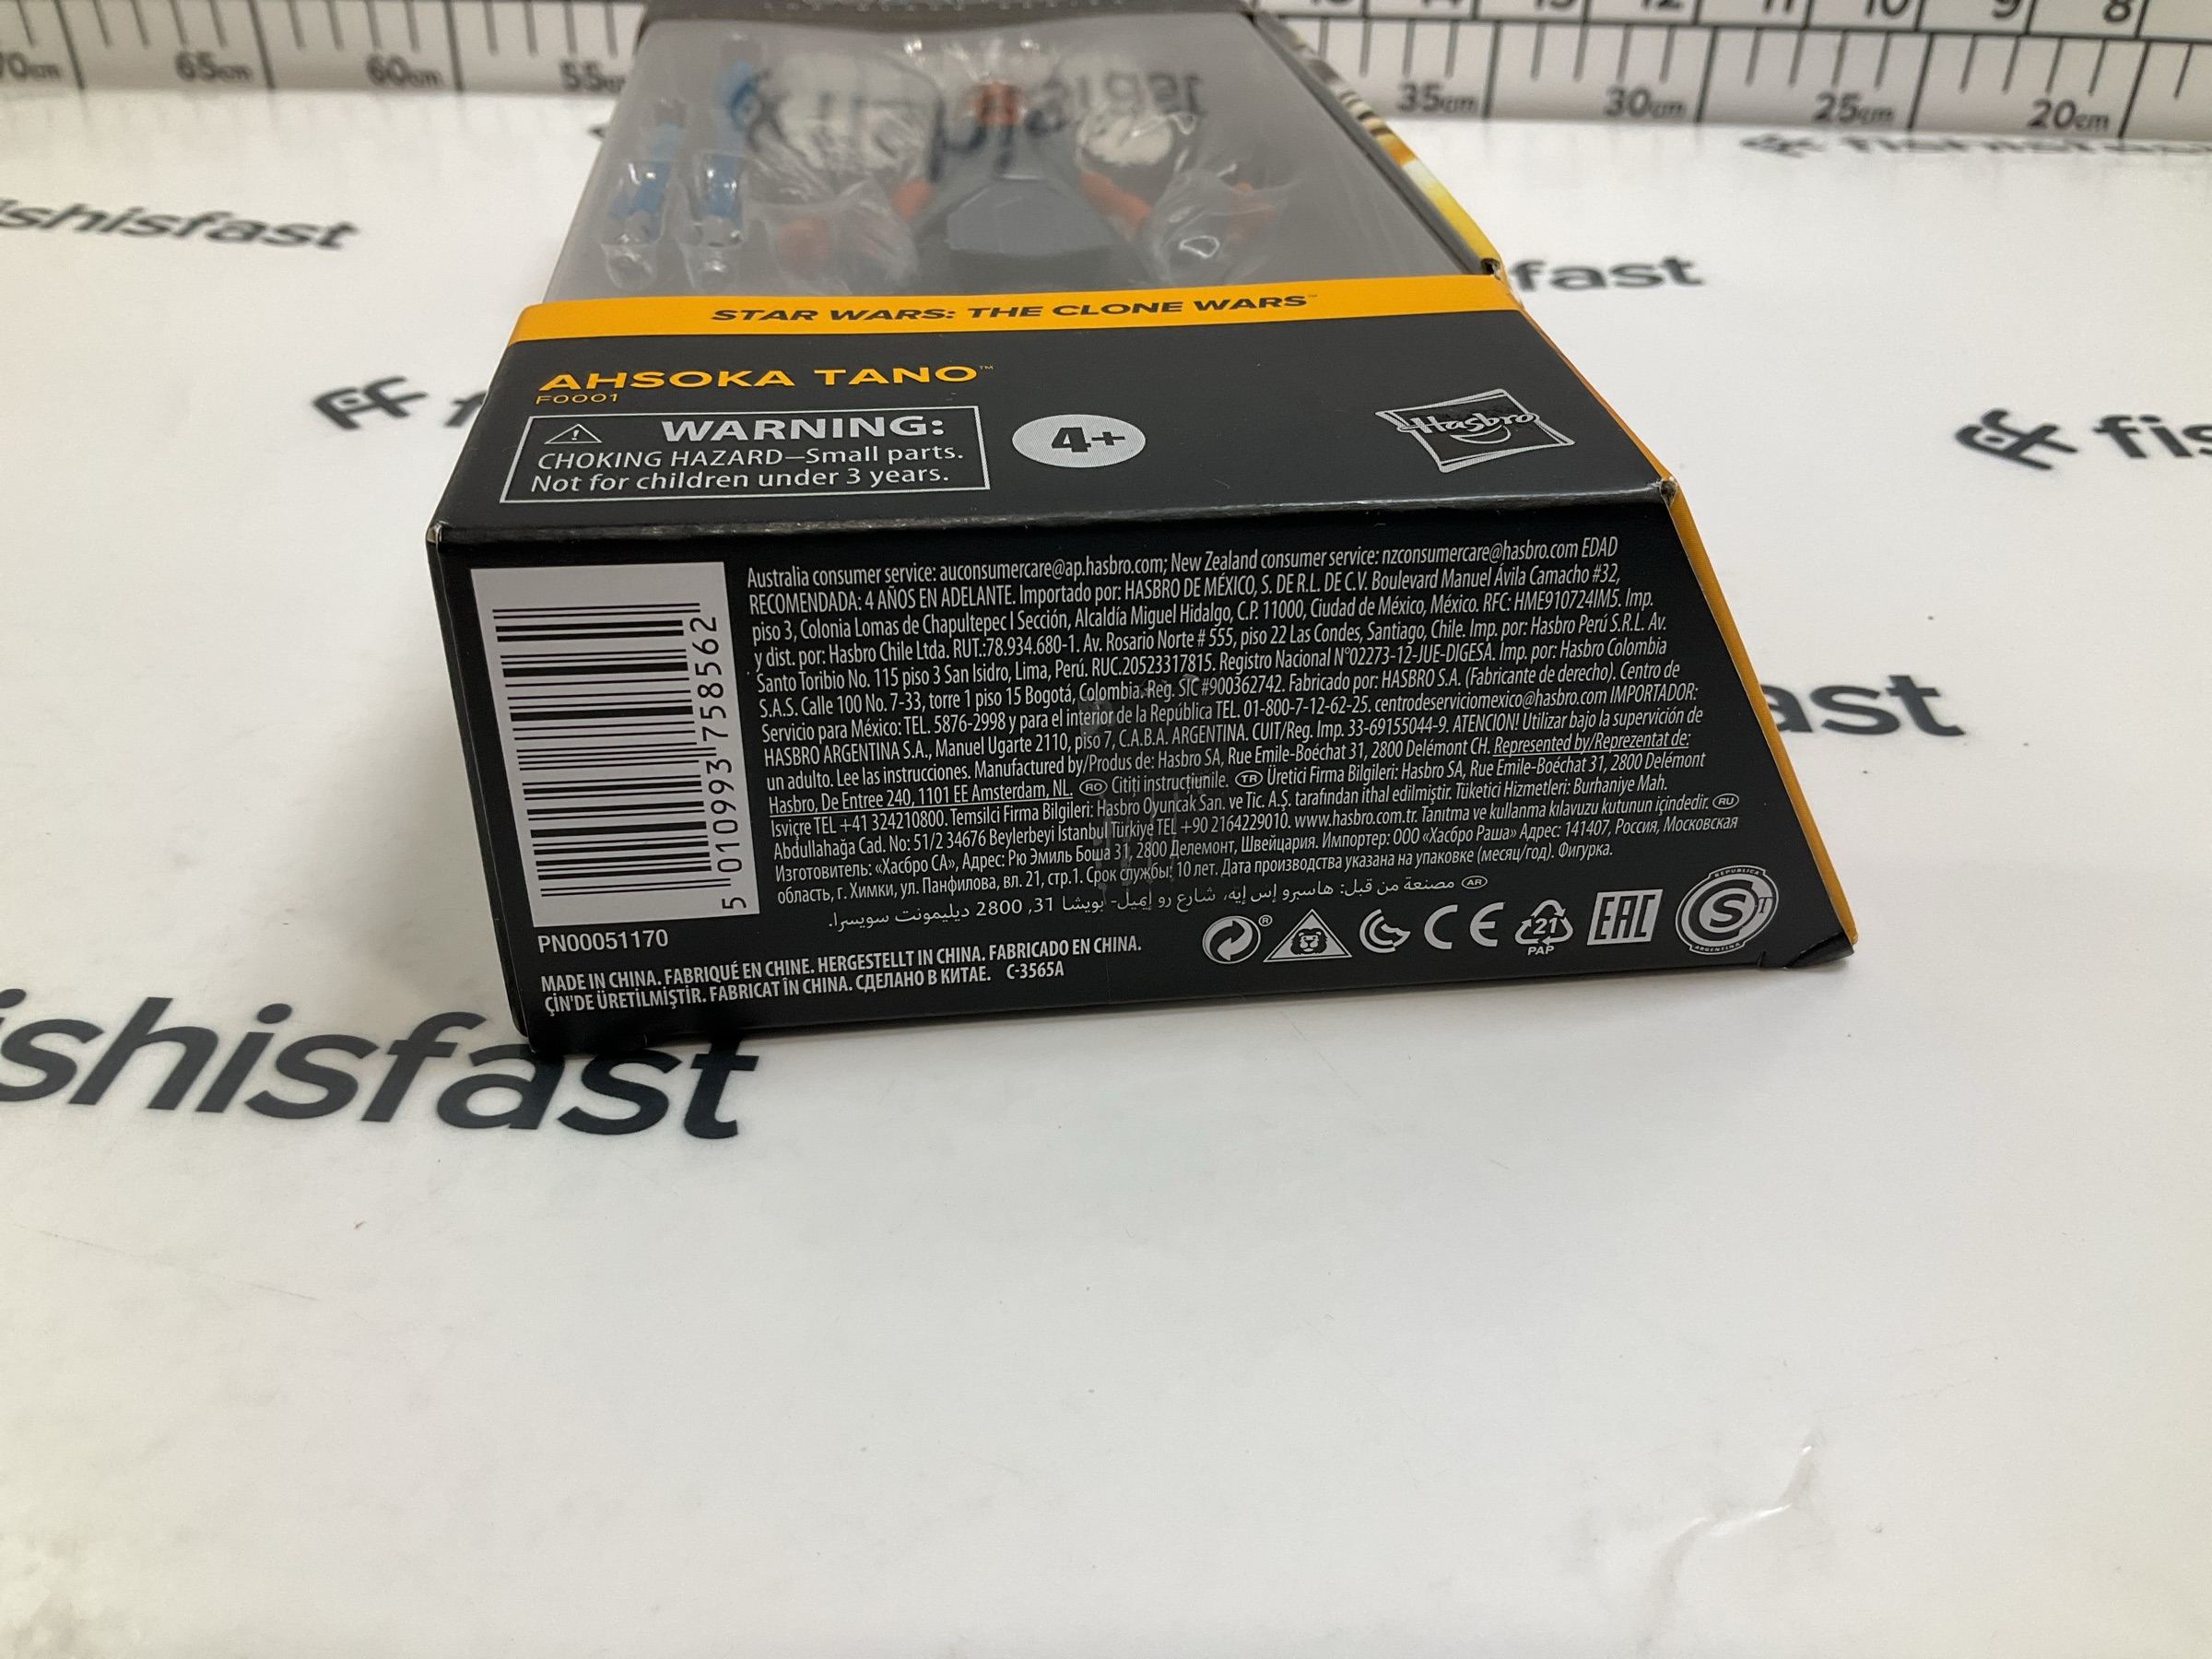 70cm 65cm 60cm 55cm 35cm 30cm 25cm 20cm
12 11 10 9 8
fishisfast
STAR WARS: THE CLONE WARS™
AHSOKA TANO™
F0001
WARNING:
CHOKING HAZARD—Small parts.
Not for children under 3 years.
4+
Hasbro
fis
ast
Australia consumer service: auconsumercare@ap.hasbro.com; New Zealand consumer service: nzconsumercare@hasbro.com EDAD
RECOMENDADA: 4 AÑOS EN ADELANTE. Importado por: HASBRO DE MÉXICO, S. DE R.L. DE C.V. Boulevard Manuel Ávila Camacho #32,
piso 3, Colonia Lomas de Chapultepec I Sección, Alcaldía Miguel Hidalgo, C.P. 11000, Ciudad de México, México. RFC: HME910724IM5. Imp.
y dist. por: Hasbro Chile Ltda. RUT.:78.934.680-1. Av. Rosario Norte # 555, piso 22 Las Condes, Santiago, Chile. Imp. por: Hasbro Perú S.R.L. Av.
Santo Toribio No. 115 piso 3 San Isidro, Lima, Perú. RUC.20523317815. Registro Nacional N°02273-12-JUE-DIGESA. Imp. por: Hasbro Colombia
S.A.S. Calle 100 No. 7-33, torre 1 piso 15 Bogotá, Colombia. Reg. SIC #900362742. Fabricado por: HASBRO S.A. (Fabricante de derecho). Centro de
Servicio para México: TEL. 5876-2998 y para el interior de la República TEL. 01-800-7-12-62-25. centrodeserviciomexico@hasbro.com IMPORTADOR:
HASBRO ARGENTINA S.A., Manuel Ugarte 2110, piso 7, C.A.B.A. ARGENTINA. CUIT/Reg. Imp. 33-69155044-9. ATENCION! Utilizar bajo la supervición de
un adulto. Lee las instrucciones. Manufactured by/Produs de: Hasbro SA, Rue Emile-Boéchat 31, 2800 Delémont CH. Represented by/Reprezentat de:
Hasbro, De Entree 240, 1101 EE Amsterdam, NL. RO Citiți instrucțiunile. TR Üretici Firma Bilgileri: Hasbro SA, Rue Emile-Boéchat 31, 2800 Delémont
Isviçre TEL +41 324210800. Temsilci Firma Bilgileri: Hasbro Oyuncak San. ve Tic. A.Ş. tarafından ithal edilmiştir. Tüketici Hizmetleri: Burhaniye Mah.
Abdullahağa Cad. No: 51/2 34676 Beylerbeyi İstanbul Türkiye TEL +90 2164229010. www.hasbro.com.tr. Tanıtma ve kullanma kılavuzu kutunun içindedir. RU
Изготовитель: «Хасбро СА», Адрес: Рю Эмиль Боша 31, 2800 Делемонт, Швейцария. Импортер: ООО «Хасбро Раша» Адрес: 141407, Россия, Московская
область, г. Химки, ул. Панфилова, вл. 21, стр.1. Срок службы: 10 лет. Дата производства указана на упаковке (месяц/год). Фигурка.
AR مصنعة من قبل: هاسبرو إس إيه، شارع رو إيميل- بويشا 31, 2800 ديليمونت سويسرا.
5 010993 758562
PN00051170
MADE IN CHINA. FABRIQUÉ EN CHINE. HERGESTELLT IN CHINA. FABRICADO EN CHINA.
ÇİN'DE ÜRETİLMİŞTİR. FABRICAT ÎN CHINA. СДЕЛАНО В КИТАЕ. C-3565A
CE
21
PAP
EAC
REPUBLICA
S
ARGENTINA
ishisfast